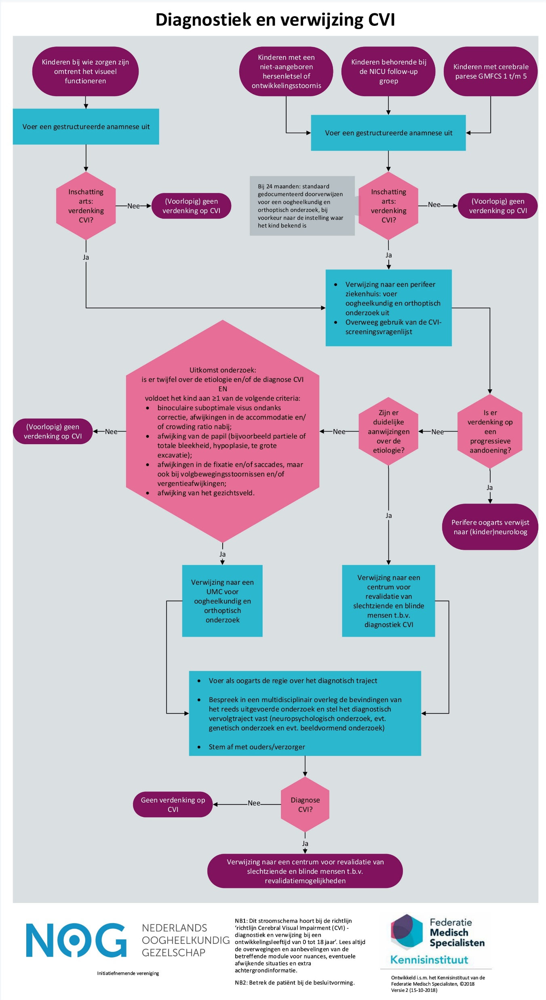 Diagnostiek en verwijzing CVI
Kinderen bij wie zorgen zijn
omtrent het visueel
functioneren
Kinderen met een
niet-aangeboren
hersenletsel of
ontwikkelingsstoornis
Kinderen behorende bij
de NICU follow-up
groep
Kinderen met cerebrale
parese GMFCS 1 t/m 5
Voer een gestructureerde anamnese uit
Voer een gestructureerde anamnese uit
Inschatting
arts:
verdenking
CVI?
Nee
(Voorlopig) geen
verdenking op CVI
Bij 24 maanden: standaard
gedocumenteerd doorverwijzen
voor een oogheelkundig en
orthoptisch onderzoek, bij
voorkeur naar de instelling waar
het kind bekend is
Inschatting
arts:
verdenking
CVI?
Nee
(Voorlopig) geen
verdenking op CVI
Ja
Ja
• Verwijzing naar een perifeer
ziekenhuis: voer
oogheelkundig en orthoptisch
onderzoek uit
• Overweeg gebruik van de CVI-
screeningsvragenlijst
Uitkomst onderzoek:
is er twijfel over de etiologie en/of de diagnose CVI
EN
voldoet het kind aan ≥1 van de volgende criteria:
• binoculaire suboptimale visus ondanks
correctie, afwijkingen in de accommodatie en/
of crowding ratio nabij;
• afwijking van de papil (bijvoorbeeld partiele of
totale bleekheid, hypoplasie, te grote
excavatie);
• afwijkingen in de fixatie en/of saccades, maar
ook bij volgbewegingsstoornissen en/of
vergentieafwijkingen;
• afwijking van het gezichtsveld.
Nee
(Voorlopig) geen
verdenking op CVI
Nee
Zijn er
duidelijke
aanwijzingen
over de
etiologie?
Nee
Is er
verdenking op
een
progressieve
aandoening?
Ja
Perifere oogarts verwijst
naar (kinder)neuroloog
Ja
Ja
Verwijzing naar een
UMC voor
oogheelkundig en
orthoptisch
onderzoek
Verwijzing naar een
centrum voor
revalidatie van
slechtziende en blinde
mensen t.b.v.
diagnostiek CVI
• Voer als oogarts de regie over het diagnotisch traject
• Bespreek in een multidisciplinair overleg de bevindingen van
het reeds uitgevoerde onderzoek en stel het diagnostisch
vervolgtraject vast (neuropsychologisch onderzoek, evt.
genetisch onderzoek en evt. beeldvormend onderzoek)
• Stem af met ouders/verzorger
Diagnose
CVI?
Nee
Geen verdenking op
CVI
Ja
Verwijzing naar een centrum voor revalidatie van
slechtziende en blinde mensen t.b.v.
revalidatiemogelijkheden
NOG
NEDERLANDS
OOGHEELKUNDIG
GEZELSCHAP
Initiatiefnemende vereniging
NB1: Dit stroomschema hoort bij de richtlijn
‘richtlijn Cerebral Visual Impairment (CVI) -
diagnostiek en verwijzing bij een
ontwikkelingsleeftijd van 0 tot 18 jaar’. Lees altijd
de overwegingen en aanbevelingen van de
betreffende module voor nuances, eventuele
afwijkende situaties en extra
achtergrondinformatie.
NB2: Betrek de patiënt bij de besluitvorming.
Federatie
Medisch
Specialisten
Kennisinstituut
Ontwikkeld i.s.m. het Kennisinstituut van de
Federatie Medisch Specialisten, ©2018
Versie 2 (15-10-2018)